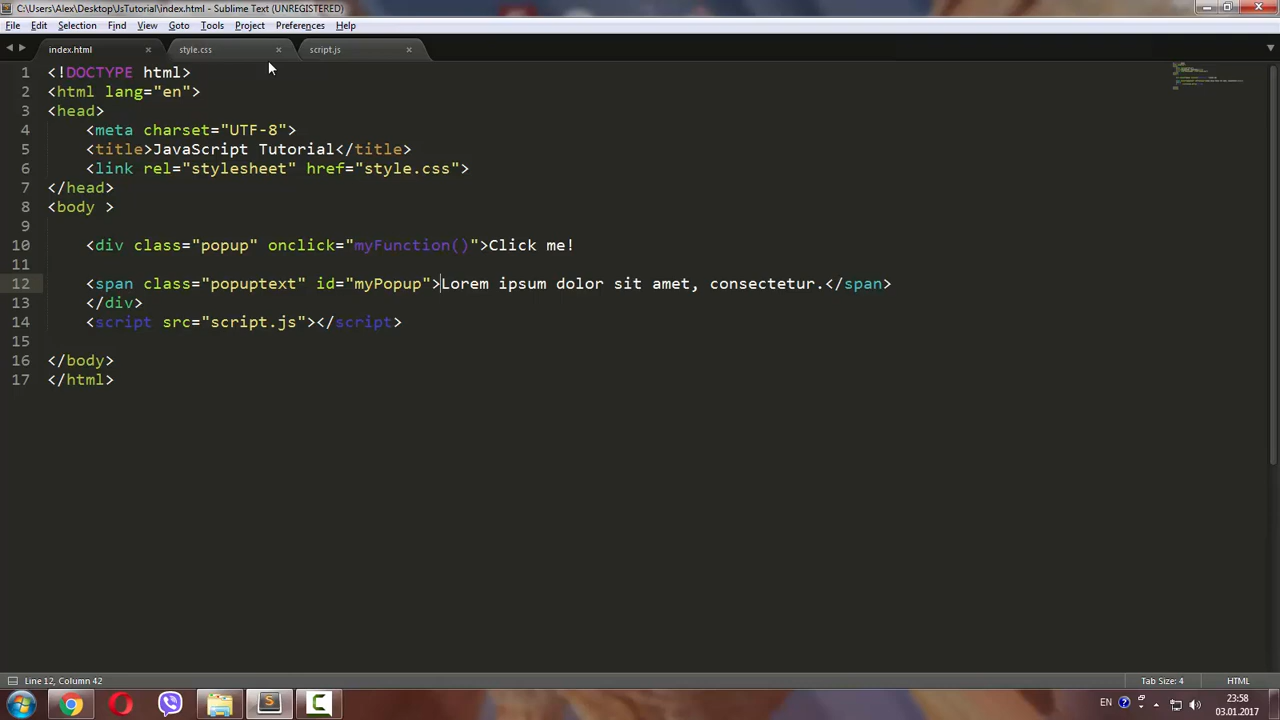 C:\Users\Alex\Desktop\JsTutorial\index.html - Sublime Text (UNREGISTERED)
File Edit Selection Find View Goto Tools Project Preferences Help
index.html × style.css × script.js ×
1 <!DOCTYPE html>
2 <html lang="en">
3 <head>
4 <meta charset="UTF-8">
5 <title>JavaScript Tutorial</title>
6 <link rel="stylesheet" href="style.css">
7 </head>
8 <body >
9
10 <div class="popup" onclick="myFunction()">Click me!
11
12 <span class="popuptext" id="myPopup">Lorem ipsum dolor sit amet, consectetur.</span>
13 </div>
14 <script src="script.js"></script>
15
16 </body>
17 </html>
Line 12, Column 42 Tab Size: 4 HTML
EN 23:58
03.01.2017